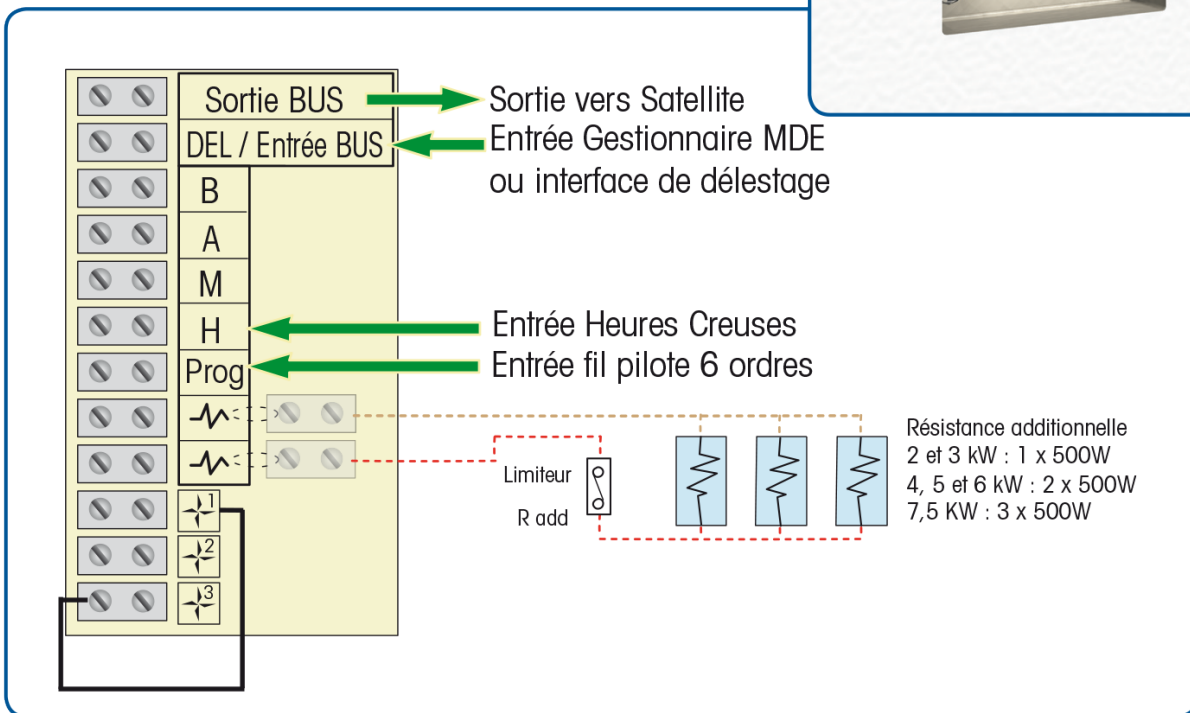 Sortie BUS
Sortie vers Satellite
DEL / Entrée BUS
Entrée Gestionnaire MDE
ou interface de délestage
B
A
M
H
Entrée Heures Creuses
Prog
Entrée fil pilote 6 ordres
Limiteur
R add
Résistance additionnelle
2 et 3 kW : 1 x 500W
4, 5 et 6 kW : 2 x 500W
7,5 KW : 3 x 500W
1
2
3